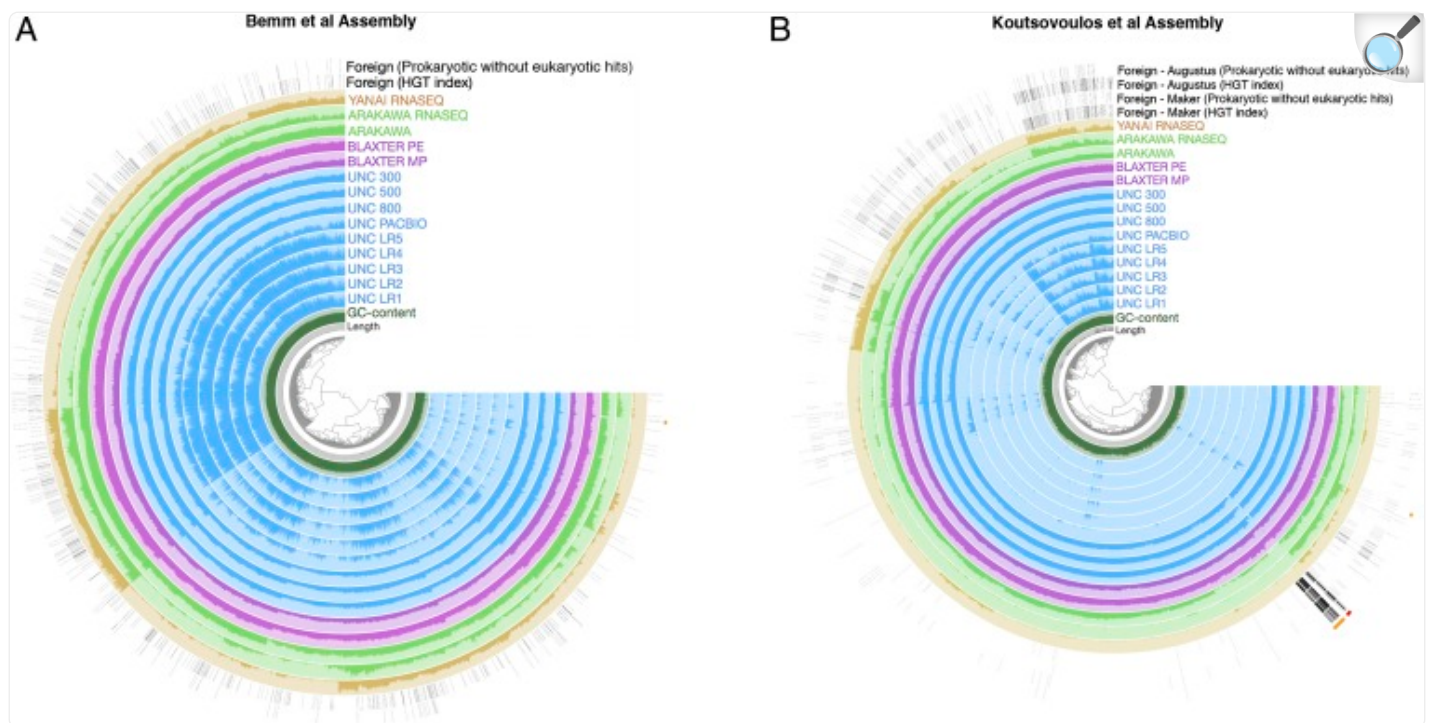 A
Bemm et al Assembly
Foreign (Prokaryotic without eukaryotic hits)
Foreign (HGT index)
YANAI RNASEQ
ARAKAWA RNASEQ
ARAKAWA
BLAXTER PE
BLAXTER MP
UNC 300
UNC 500
UNC 800
UNC PACBIO
UNC LR5
UNC LR4
UNC LR3
UNC LR2
UNC LR1
GC-content
Length
B
Koutsovoulos et al Assembly
Foreign - Augustus (Prokaryotic without eukaryotic hits)
Foreign - Augustus (HGT index)
Foreign - Maker (Prokaryotic without eukaryotic hits)
Foreign - Maker (HGT index)
YANAI RNASEQ
ARAKAWA RNASEQ
ARAKAWA
BLAXTER PE
BLAXTER MP
UNC 300
UNC 500
UNC 800
UNC PACBIO
UNC LR5
UNC LR4
UNC LR3
UNC LR2
UNC LR1
GC-content
Length